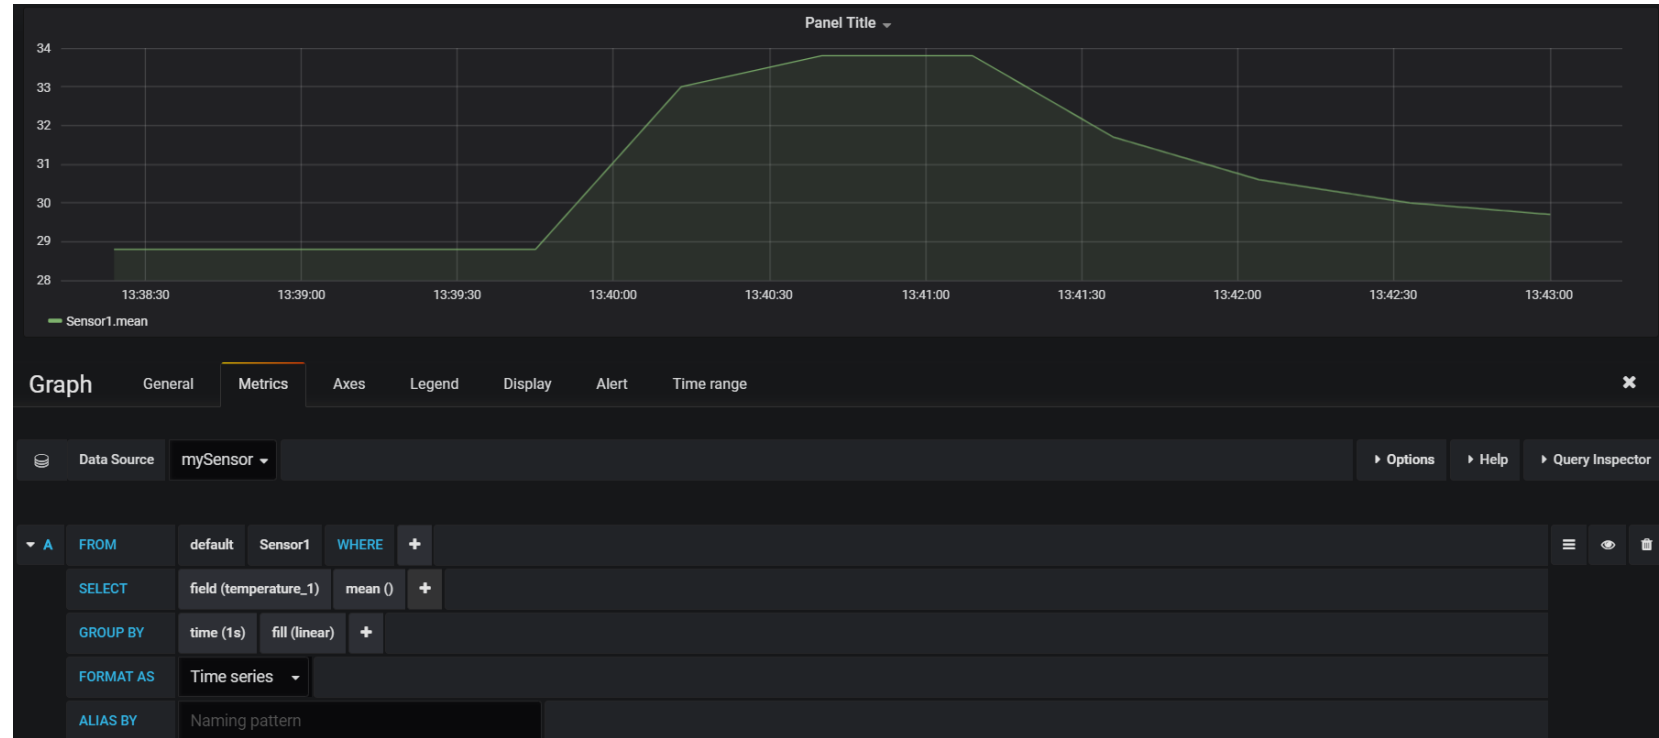 Panel Title
34
33
32
31
30
29
28
13:38:30 13:39:00 13:39:30 13:40:00 13:40:30 13:41:00 13:41:30 13:42:00 13:42:30 13:43:00
Sensor1.mean
Graph General Metrics Axes Legend Display Alert Time range
Data Source mySensor Options Help Query Inspector
A FROM default Sensor1 WHERE +
SELECT field (temperature_1) mean () +
GROUP BY time (1s) fill (linear) +
FORMAT AS Time series
ALIAS BY Naming pattern